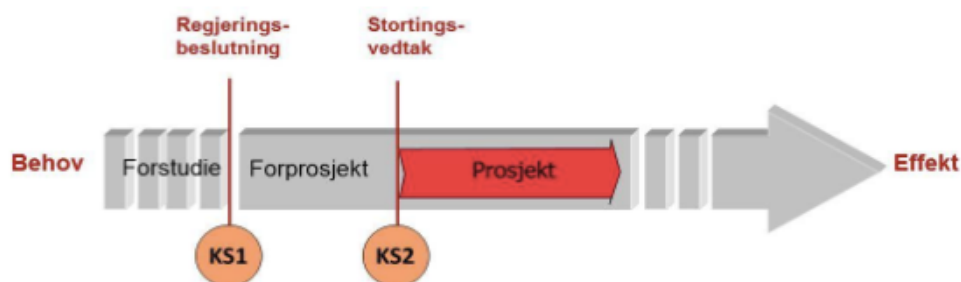 Regjerings-
beslutning
Stortings-
vedtak
Behov
Forstudie
Forprosjekt
Prosjekt
Effekt
KS1
KS2